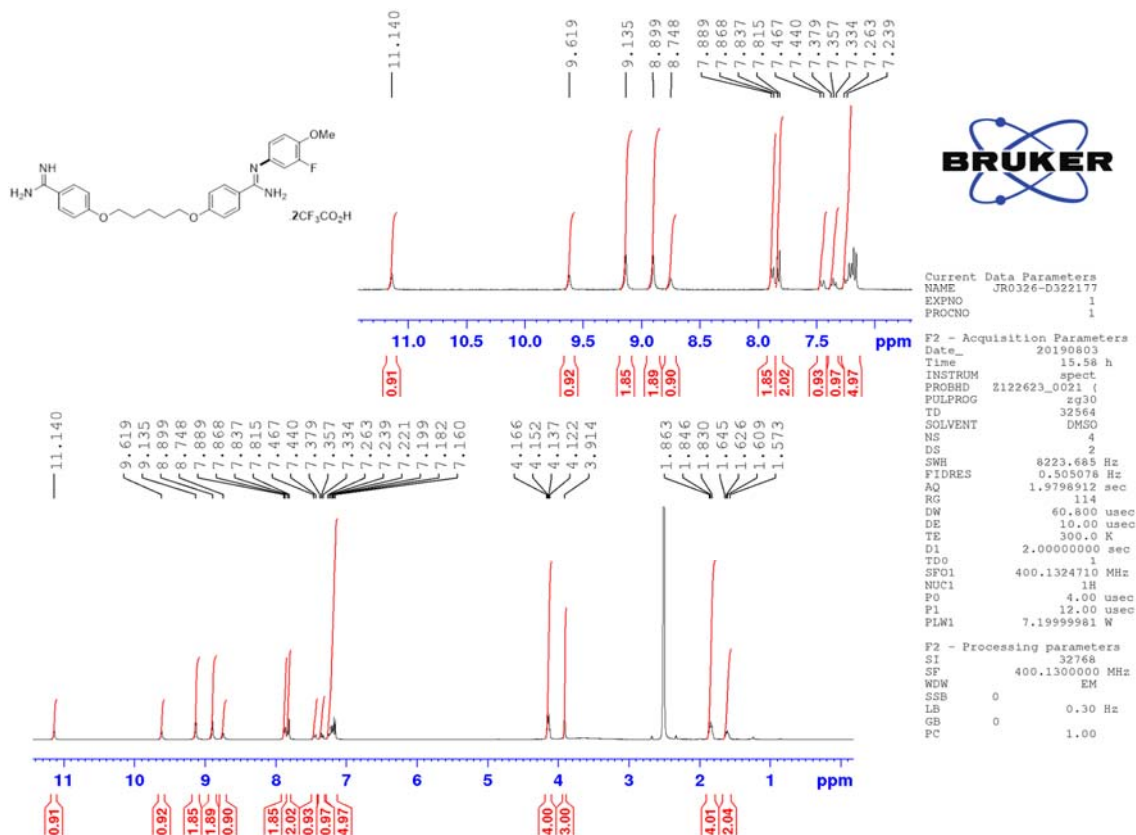 11.140
9.619
9.135
8.899
8.748
7.889
7.868
7.837
7.815
7.467
7.440
7.379
7.357
7.334
7.263
7.239
OMe
NH
N
F
H2N
NH2
O
O
.2CF3CO2H
BRUKER
11.0 10.5 10.0 9.5 9.0 8.5 8.0 7.5 ppm
0.91 0.92 1.85 1.89 0.90 1.85 2.02 0.93 0.97 4.97
11.140
9.619
9.135
8.899
8.748
7.889
7.868
7.837
7.815
7.467
7.440
7.379
7.357
7.334
7.263
7.239
7.221
7.199
7.182
7.160
4.166
4.152
4.137
4.122
3.914
1.863
1.846
1.830
1.645
1.626
1.609
1.573
11 10 9 8 7 6 5 4 3 2 1 ppm
0.91 0.92 1.85 1.89 0.90 1.85 2.02 0.93 0.97 4.97 4.00 3.00 4.01 2.04
Current Data Parameters
NAME JR0326-D322177
EXPNO 1
PROCNO 1
F2 - Acquisition Parameters
Date_ 20190803
Time 15.58 h
INSTRUM spect
PROBHD Z122623_0021 (
PULPROG zg30
TD 32564
SOLVENT DMSO
NS 4
DS 2
SWH 8223.685 Hz
FIDRES 0.505078 Hz
AQ 1.9798912 sec
RG 114
DW 60.800 usec
DE 10.00 usec
TE 300.0 K
D1 2.00000000 sec
TD0 1
SFO1 400.1324710 MHz
NUC1 1H
P0 4.00 usec
P1 12.00 usec
PLW1 7.19999981 W
F2 - Processing parameters
SI 32768
SF 400.1300000 MHz
WDW EM
SSB 0
LB 0.30 Hz
GB 0
PC 1.00